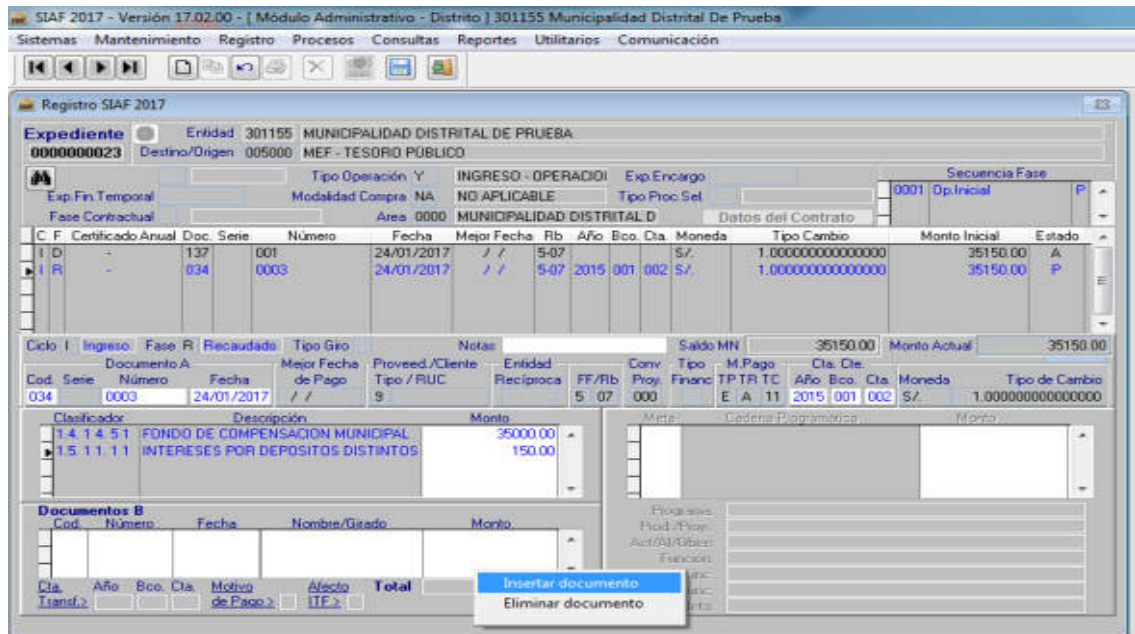 SIAF 2017 - Versión 17.02.00 - [ Módulo Administrativo - Distrito ] 301155 Municipalidad Distrital De Prueba
Sistemas Mantenimiento Registro Procesos Consultas Reportes Utilitarios Comunicación
Registro SIAF 2017
Expediente Entidad 301155 MUNICIPALIDAD DISTRITAL DE PRUEBA
0000000023 Destino/Origen 005000 MEF - TESORO PÚBLICO
Tipo Operación Y INGRESO - OPERACIO Exp.Encargo Secuencia Fase
Exp.Fin.Temporal Modalidad Compra NA NO APLICABLE Tipo Proc.Sel. 0001 Op.Inicial P
Fase Contractual Area 0000 MUNICIPALIDAD DISTRITAL D Datos del Contrato
C F Certificado Anual Doc. Serie Número Fecha Mejor Fecha Rb Año Bco. Cta. Moneda Tipo Cambio Monto Inicial Estado
I D - 137 001 24/01/2017 / / 5-07 S/. 1.000000000000000 35150.00 A
I R - 034 0003 24/01/2017 / / 5-07 2015 001 002 S/. 1.000000000000000 35150.00 P
Ciclo I Ingreso Fase R Recaudado Tipo Giro Notas Saldo MN 35150.00 Monto Actual 35150.00
Documento A Mejor Fecha Proveed./Cliente Entidad Conv Tipo M.Pago Cta. Cte.
Cod. Serie Número Fecha de Pago Tipo / RUC Recíproca FF/Rb Proy. Financ TP TR TC Año Bco. Cta. Moneda Tipo de Cambio
034 0003 24/01/2017 / / 9 5 07 000 E A 11 2015 001 002 S/. 1.000000000000000
Clasificador Descripción Monto Meta Cadena Programática Monto
1.4.1 4.5 1 FONDO DE COMPENSACION MUNICIPAL 35000.00
1.5.1 1.1 1 INTERESES POR DEPOSITOS DISTINTOS 150.00
Documentos B
Cod. Número Fecha Nombre/Girado Monto
Prod./Proy.
Función
Cta. Año Bco. Cta. Motivo Afecto Total
Transf.> de Pago > ITF >
Insertar documento
Eliminar documento